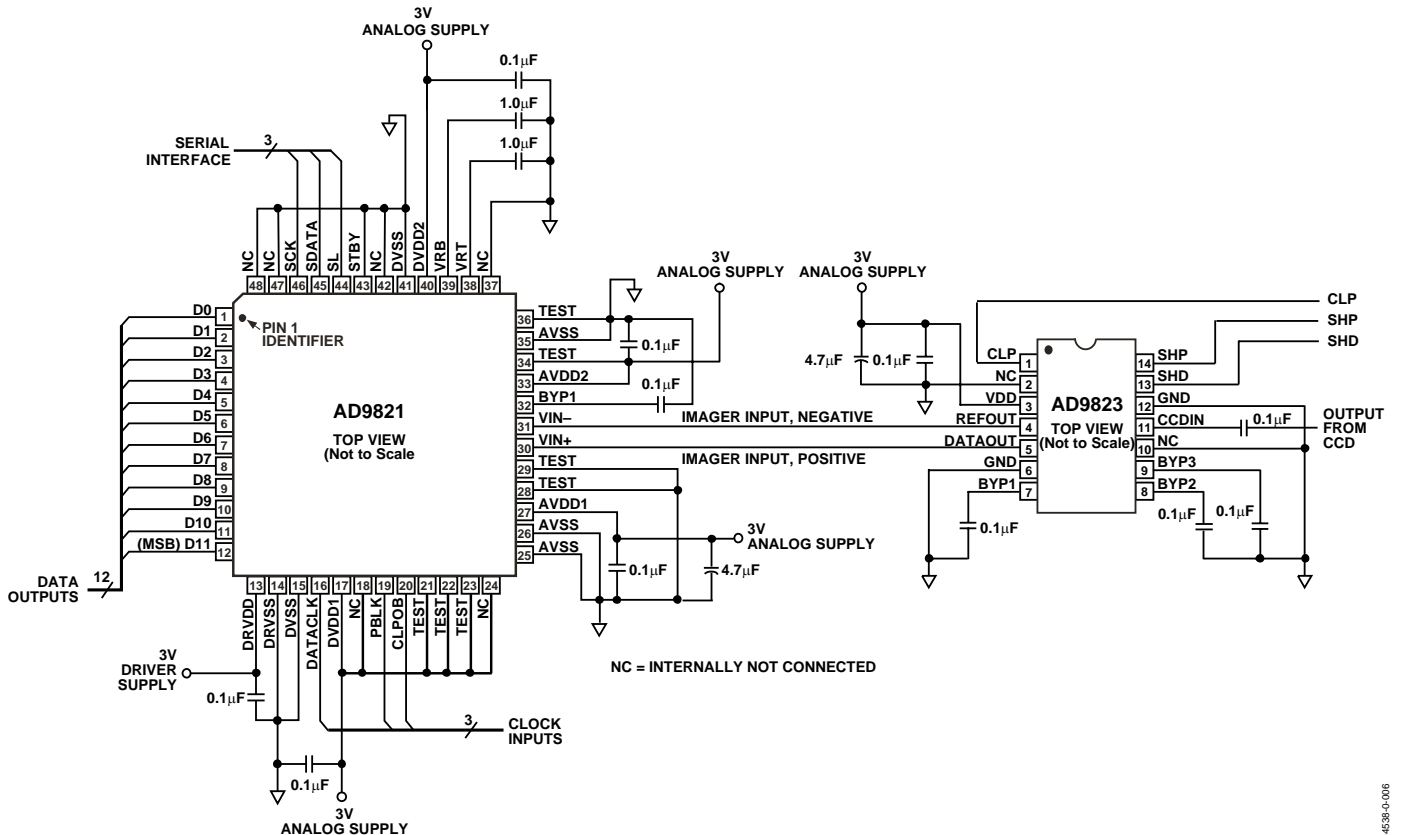 3V
ANALOG SUPPLY
0.1µF
1.0µF
1.0µF
SERIAL
INTERFACE
3
NC
NC
SCK
SDATA
SL
STBY
NC
DVSS
DVDD2
VRB
VRT
NC
48
47
46
45
44
43
42
41
40
39
38
37
D0
D1
D2
D3
D4
D5
D6
D7
D8
D9
D10
(MSB) D11
1
2
3
4
5
6
7
8
9
10
11
12
DATA
OUTPUTS
12
PIN 1
IDENTIFIER
AD9821
TOP VIEW
(Not to Scale
36
35
34
33
32
31
30
29
28
27
26
25
TEST
AVSS
TEST
AVDD2
BYP1
VIN–
VIN+
TEST
TEST
AVDD1
AVSS
AVSS
3V
ANALOG SUPPLY
0.1µF
0.1µF
IMAGER INPUT, NEGATIVE
IMAGER INPUT, POSITIVE
3V
ANALOG SUPPLY
0.1µF
4.7µF
13
14
15
16
17
18
19
20
21
22
23
24
DRVDD
DRVSS
DVSS
DATACLK
DVDD1
NC
PBLK
CLPOB
TEST
TEST
TEST
NC
3V
DRIVER
SUPPLY
0.1µF
0.1µF
3V
ANALOG SUPPLY
3
CLOCK
INPUTS
NC = INTERNALLY NOT CONNECTED
3V
ANALOG SUPPLY
4.7µF
0.1µF
CLP
NC
VDD
REFOUT
DATAOUT
GND
BYP1
1
2
3
4
5
6
7
0.1µF
AD9823
TOP VIEW
(Not to Scale)
14
13
12
11
10
9
8
SHP
SHD
GND
CCDIN
NC
BYP3
BYP2
CLP
SHP
SHD
0.1µF
OUTPUT
FROM
CCD
0.1µF
0.1µF
4538-0-006